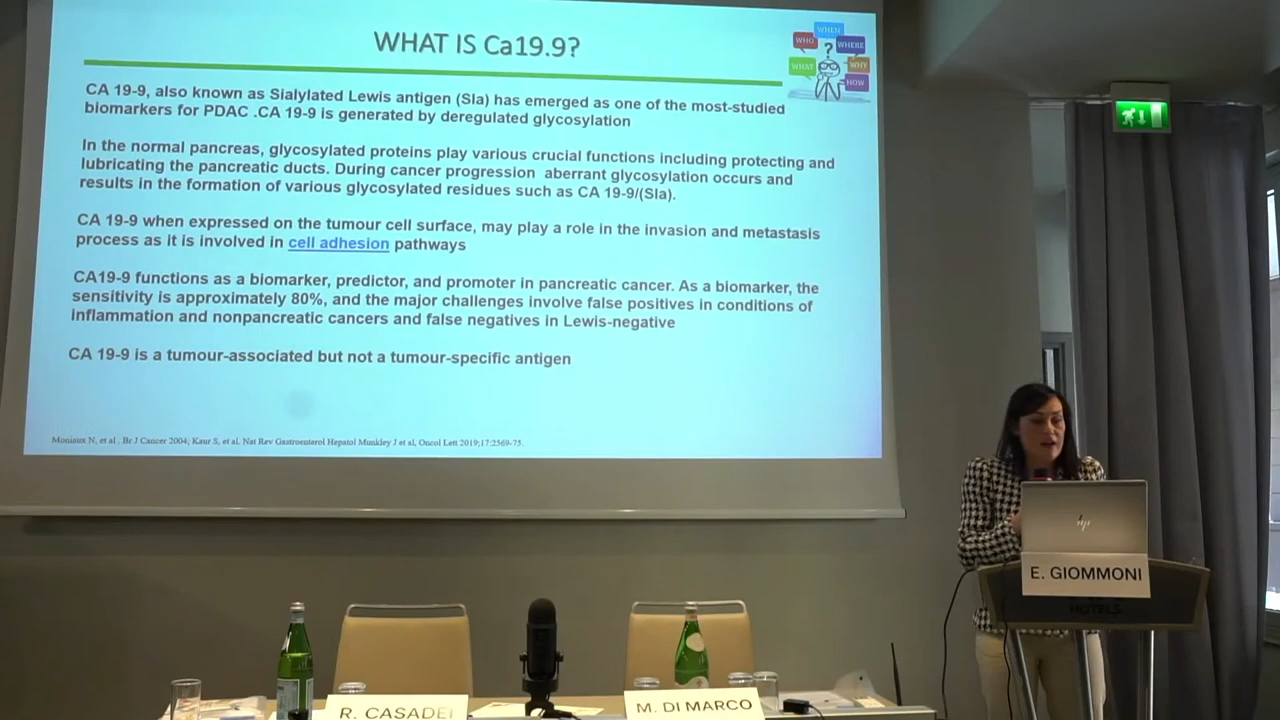 WHAT IS Ca19.9?
WHEN
WHO
WHERE
?
WHAT
WHY
HOW
CA 19-9, also known as Sialylated Lewis antigen (Sla) has emerged as one of the most-studied
biomarkers for PDAC .CA 19-9 is generated by deregulated glycosylation
In the normal pancreas, glycosylated proteins play various crucial functions including protecting and
lubricating the pancreatic ducts. During cancer progression aberrant glycosylation occurs and
results in the formation of various glycosylated residues such as CA 19-9/(Sla).
CA 19-9 when expressed on the tumour cell surface, may play a role in the invasion and metastasis
process as it is involved in cell adhesion pathways
CA19-9 functions as a biomarker, predictor, and promoter in pancreatic cancer. As a biomarker, the
sensitivity is approximately 80%, and the major challenges involve false positives in conditions of
inflammation and nonpancreatic cancers and false negatives in Lewis-negative
CA 19-9 is a tumour-associated but not a tumour-specific antigen
Moniaux N, et al , Br J Cancer 2004; Kaur S, et al, Nat Rev Gastroenterol Hepatol Munkley J et al, Oncol Lett 2019;17:2569-75.
hp
E. GIOMMONI
HOTELS
R. CASADEI
M. DI MARCO